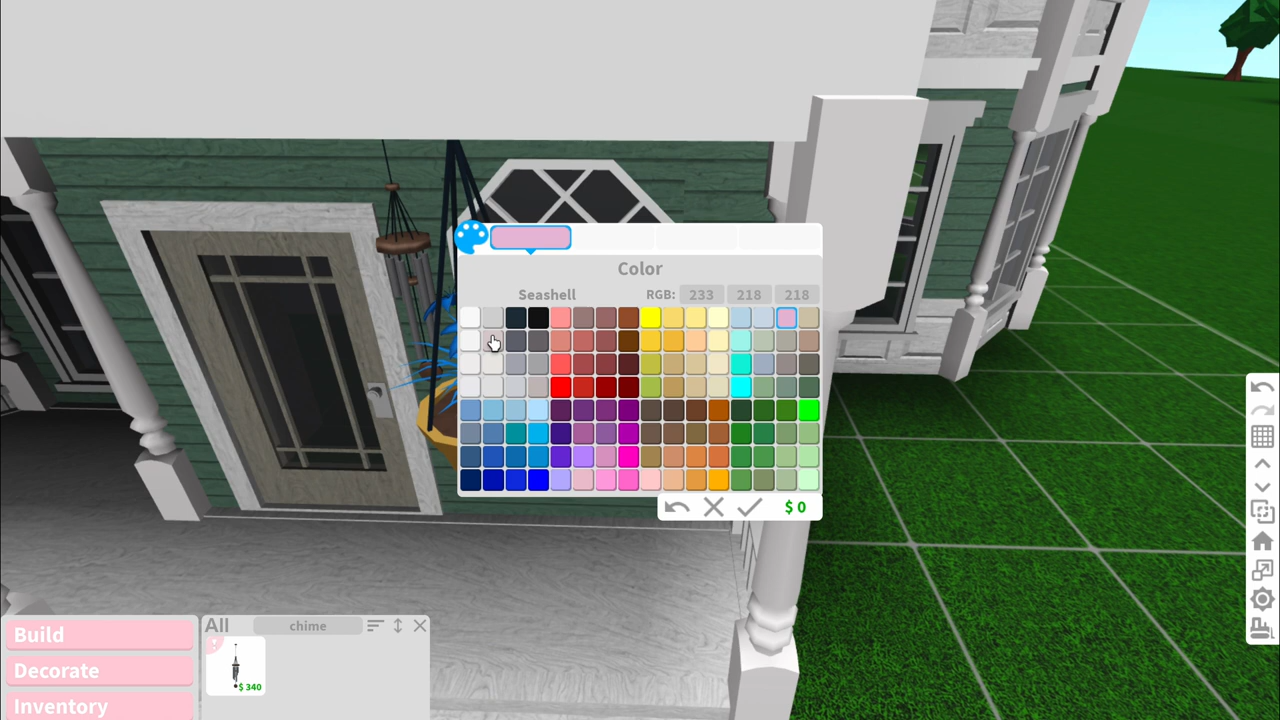 Color
Seashell RGB: 233 218 218
$ 0
Build
Decorate
Inventory
All chime
$ 340